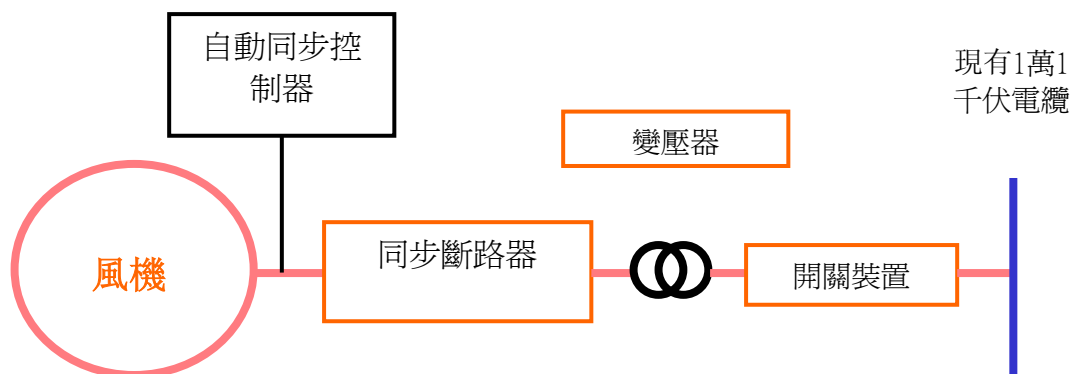 自動同步控
制器
現有1萬1
千伏電纜
變壓器
風機
同步斷路器
開關裝置